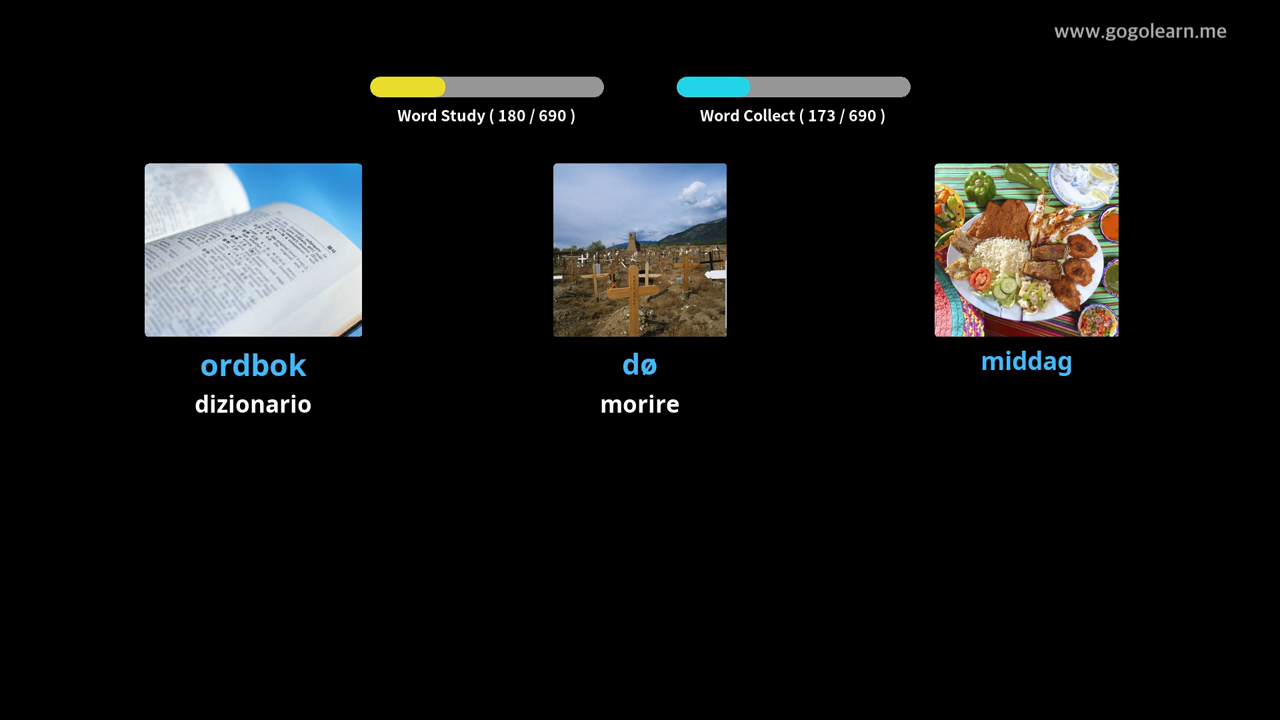 www.gogolearn.me
Word Study ( 180 / 690 )
Word Collect ( 173 / 690 )
ordbok
dizionario
dø
morire
middag